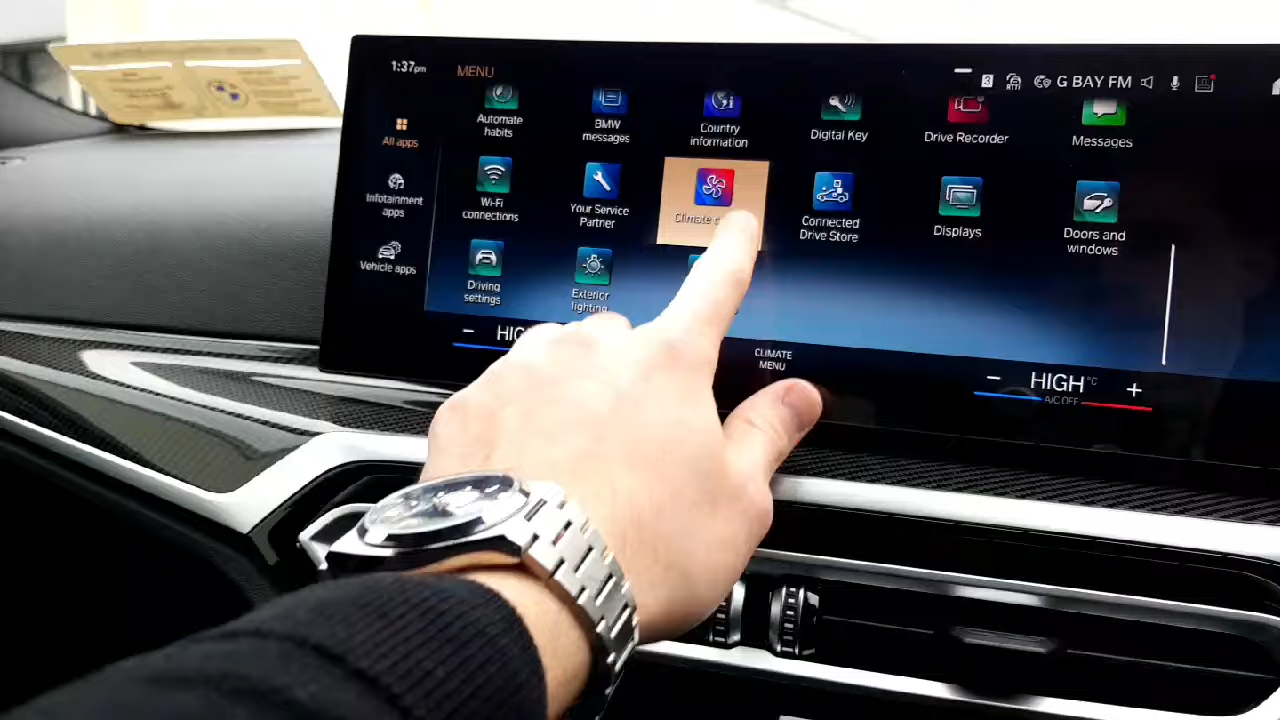 1:37pm
MENU
3
G BAY FM
All apps
Infotainment
apps
Vehicle apps
Automate
habits
BMW
messages
Country
information
Digital Key
Drive Recorder
Messages
Wi-Fi
connections
Your Service
Partner
Climate
Connected
Drive Store
Displays
Doors and
windows
Driving
settings
Exterior
lighting
CLIMATE
MENU
HIGH °C
A/C OFF